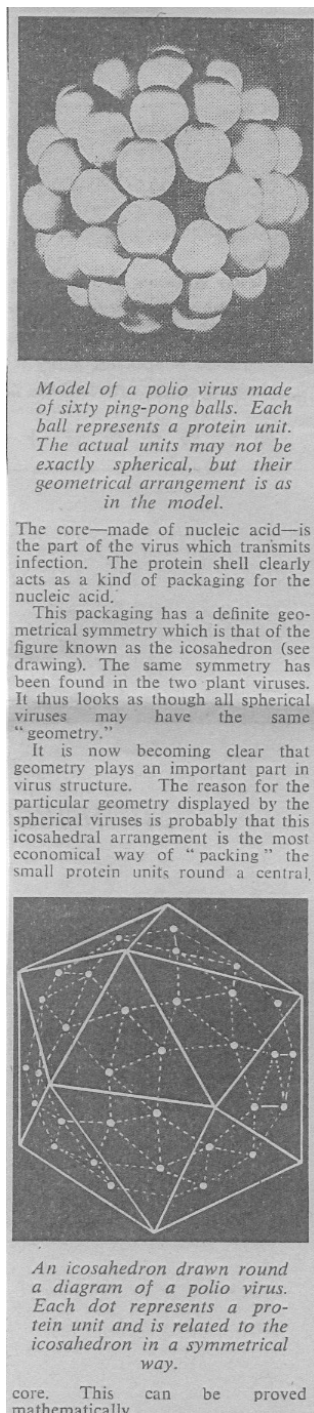 Model of a polio virus made
of sixty ping-pong balls. Each
ball represents a protein unit.
The actual units may not be
exactly spherical, but their
geometrical arrangement is as
in the model.
The core—made of nucleic acid—is
the part of the virus which transmits
infection. The protein shell clearly
acts as a kind of packaging for the
nucleic acid.
This packaging has a definite geo-
metrical symmetry which is that of the
figure known as the icosahedron (see
drawing). The same symmetry has
been found in the two plant viruses.
It thus looks as though all spherical
viruses may have the same
"geometry."
It is now becoming clear that
geometry plays an important part in
virus structure. The reason for the
particular geometry displayed by the
spherical viruses is probably that this
icosahedral arrangement is the most
economical way of "packing" the
small protein units round a central
An icosahedron drawn round
a diagram of a polio virus.
Each dot represents a pro-
tein unit and is related to the
icosahedron in a symmetrical
way.
core. This can be proved
mathematically